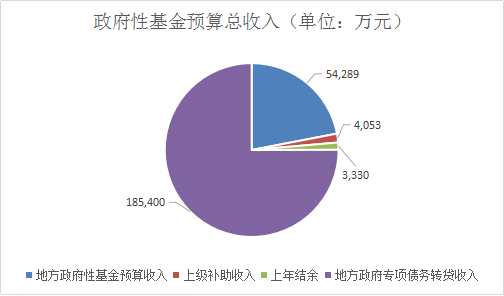 政府性基金预算总收入（单位：万元）
54,289
4,053
3,330
185,400
地方政府性基金预算收入 上级补助收入 上年结余 地方政府专项债务转贷收入